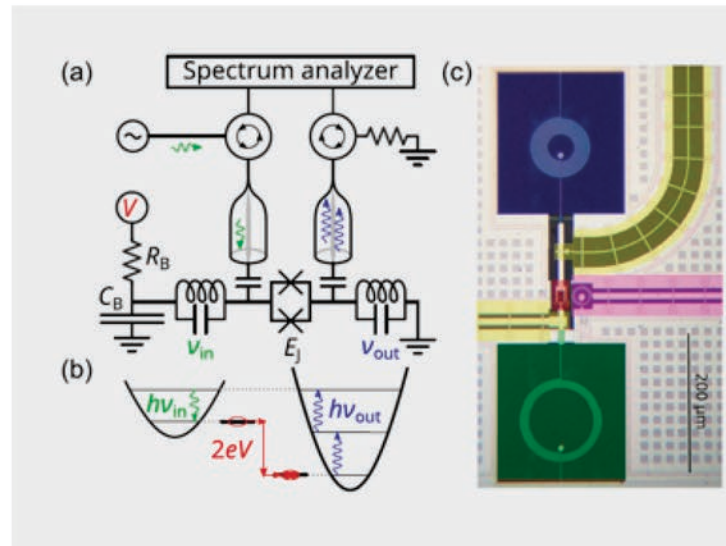 (a)
Spectrum analyzer
(c)
V
R_B
C_B
ν_in
E_J
ν_out
(b)
hν_in
hν_out
2eV
200 µm